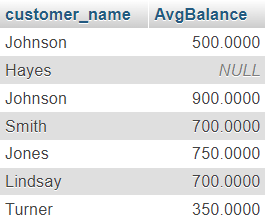 customer_name AvgBalance
Johnson 500.0000
Hayes NULL
Johnson 900.0000
Smith 700.0000
Jones 750.0000
Lindsay 700.0000
Turner 350.0000